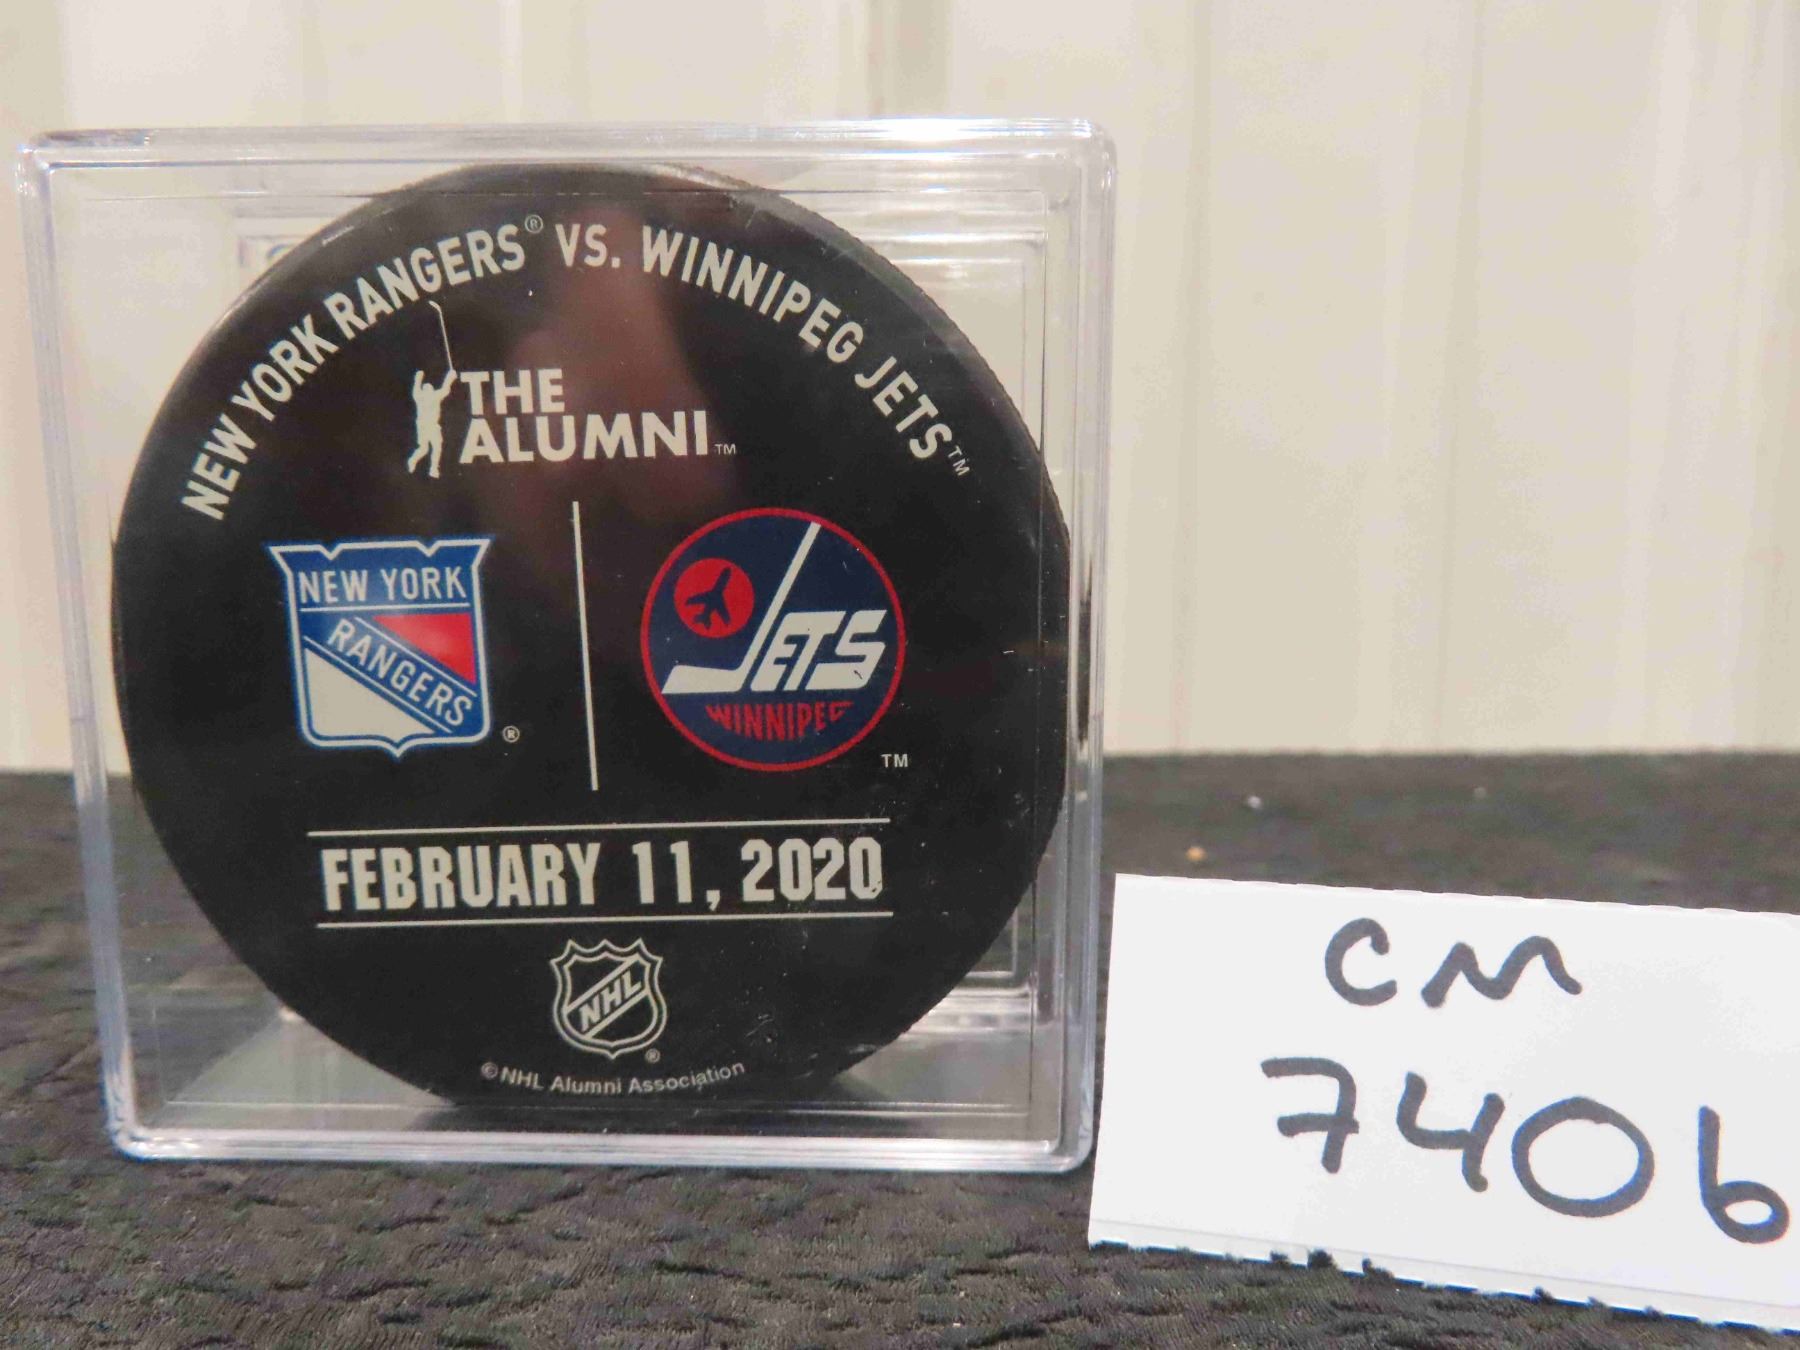 NEW YORK RANGERS® VS. WINNIPEG JETS™
THE
ALUMNI™
NEW YORK
RANGERS
®
JETS
WINNIPEG
TM
FEBRUARY 11, 2020
NHL
®
© NHL Alumni Association
CM
7406